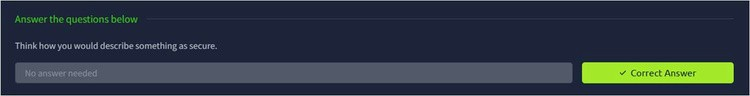 Answer the questions below
Think how you would describe something as secure.
No answer needed
✓ Correct Answer